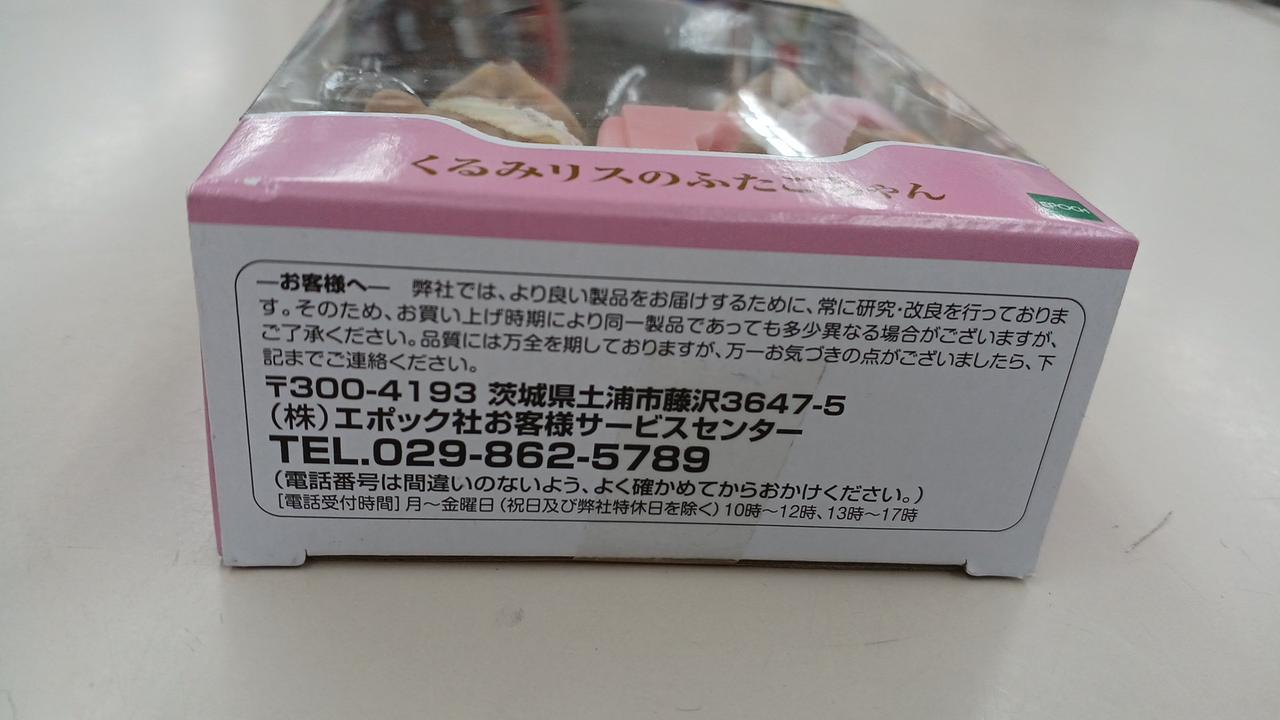 くるみリスのふたごちゃん
EPOCH
―お客様へ― 弊社では、より良い製品をお届けするために、常に研究・改良を行っておりま
す。そのため、お買い上げ時期により同一製品であっても多少異なる場合がございますが、
ご了承ください。品質には万全を期しておりますが、万一お気づきの点がございましたら、下
記までご連絡ください。
〒300-4193 茨城県土浦市藤沢3647-5
(株)エポック社お客様サービスセンター
TEL.029-862-5789
(電話番号は間違いのないよう、よく確かめてからおかけください。)
[電話受付時間]月〜金曜日(祝日及び弊社特休日を除く)10時〜12時、13時〜17時